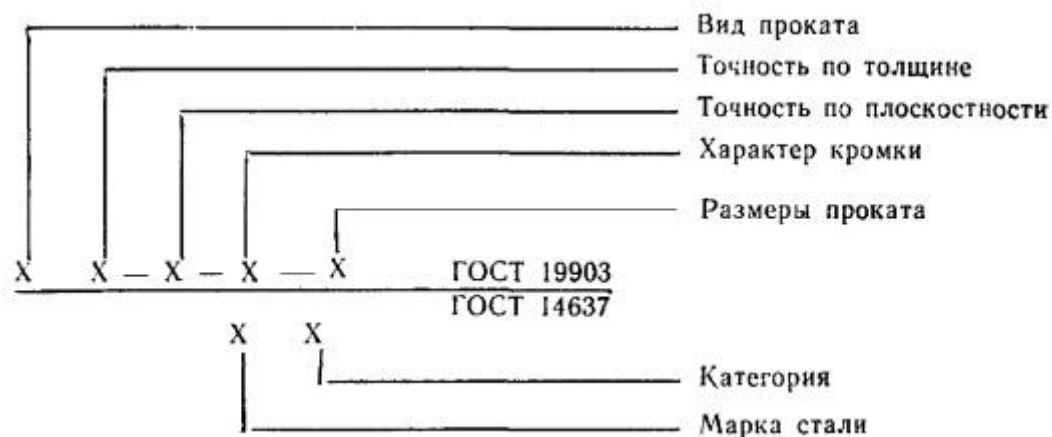 Вид проката
Точность по толщине
Точность по плоскостности
Характер кромки
Размеры проката
X X — X — X — X ГОСТ 19903
ГОСТ 14637
X X
Категория
Марка стали